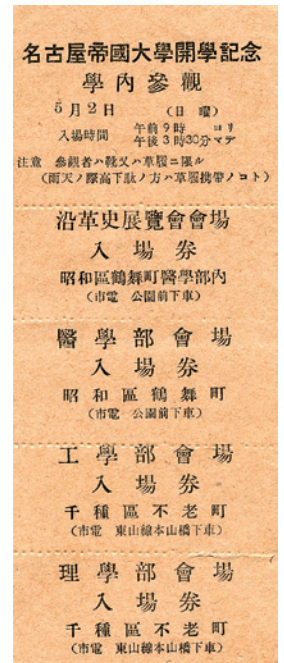 名古屋帝國大學開學記念
學內參觀
5月2日　（日　曜）
入場時間　午前9時　ヨリ
午後3時30分マデ
注意　參觀者ハ靴又ハ草履ニ限ル
（雨天ノ際高下駄ノ方ハ草履携帶ノコト）
沿革史展覽會會場
入場券
昭和區鶴舞町醫學部內
（市電　公園前下車）
醫學部會場
入場券
昭和區鶴舞町
（市電　公園前下車）
工學部會場
入場券
千種區不老町
（市電　東山線本山橋下車）
理學部會場
入場券
千種區不老町
（市電　東山線本山橋下車）